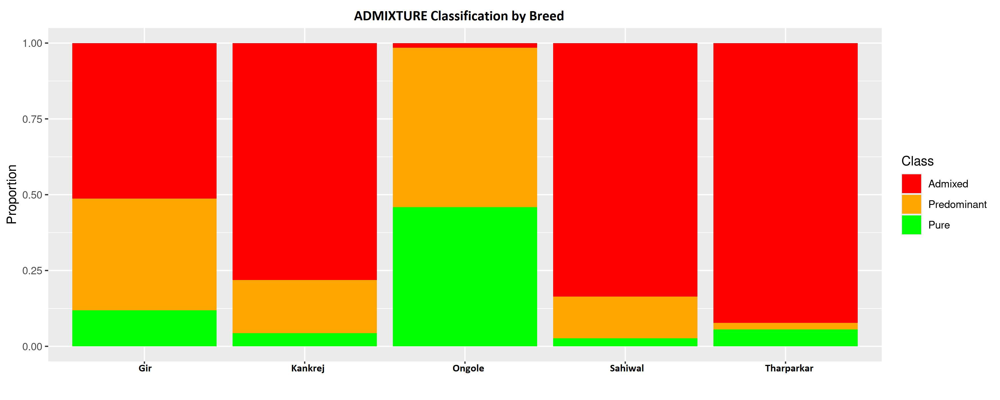 ADMIXTURE Classification by Breed
Proportion
1.00
0.75
0.50
0.25
0.00
Gir Kankrej Ongole Sahiwal Tharparkar
Class
Admixed
Predominant
Pure